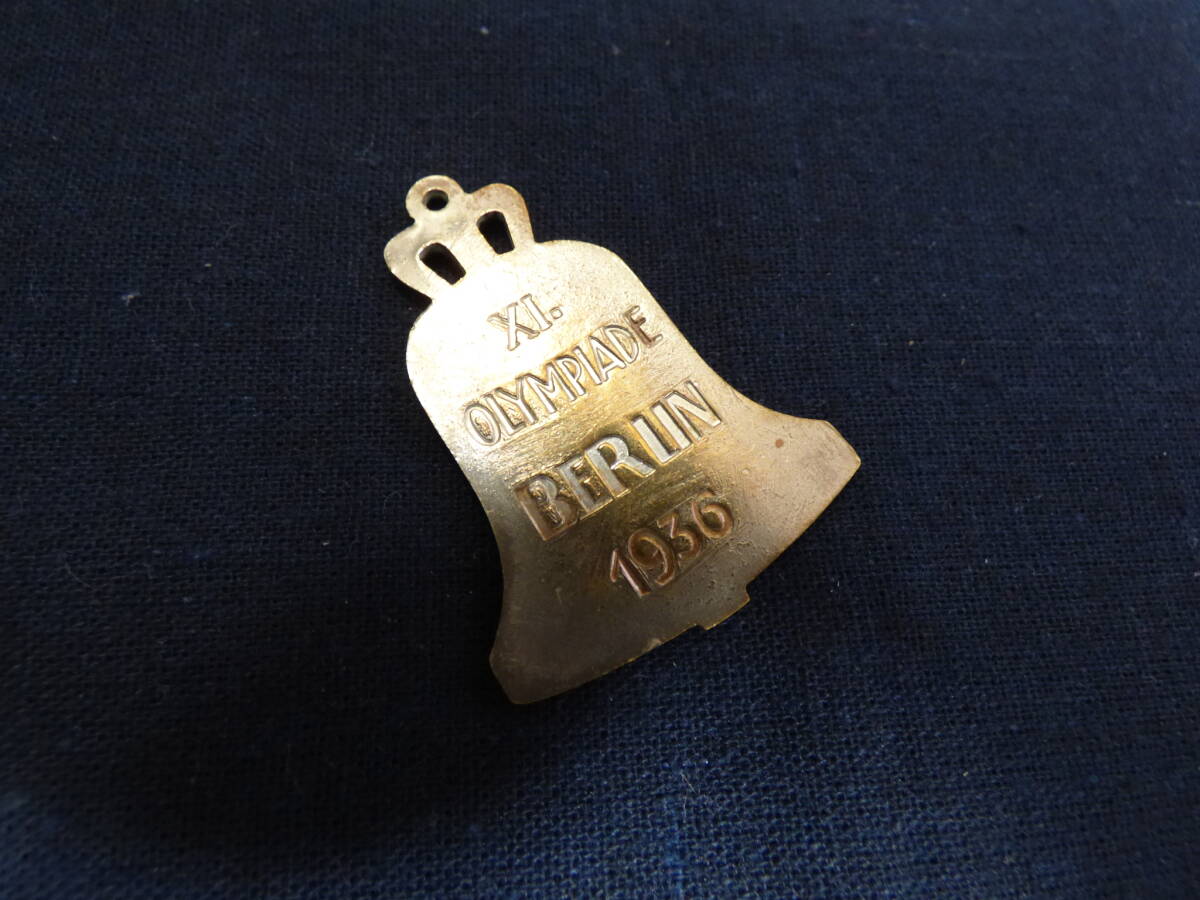 XI.
OLYMPIADE
BERLIN
1936